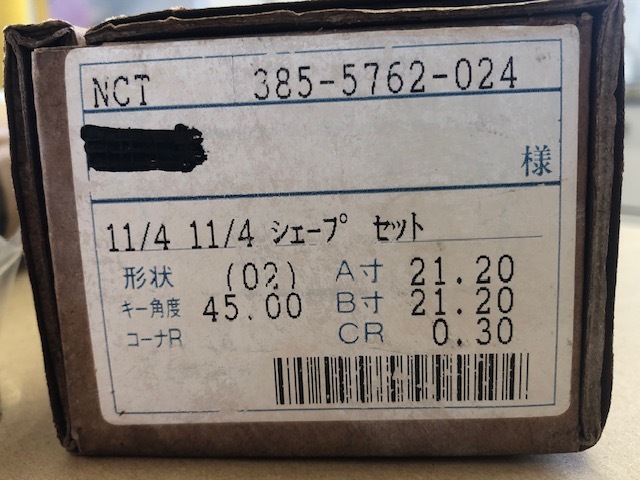 NCT 385-5762-024
様
11/4 11/4 シェープ セット
形状 (02) A寸 21.20
キー角度 45.00 B寸 21.20
コーナR CR 0.30